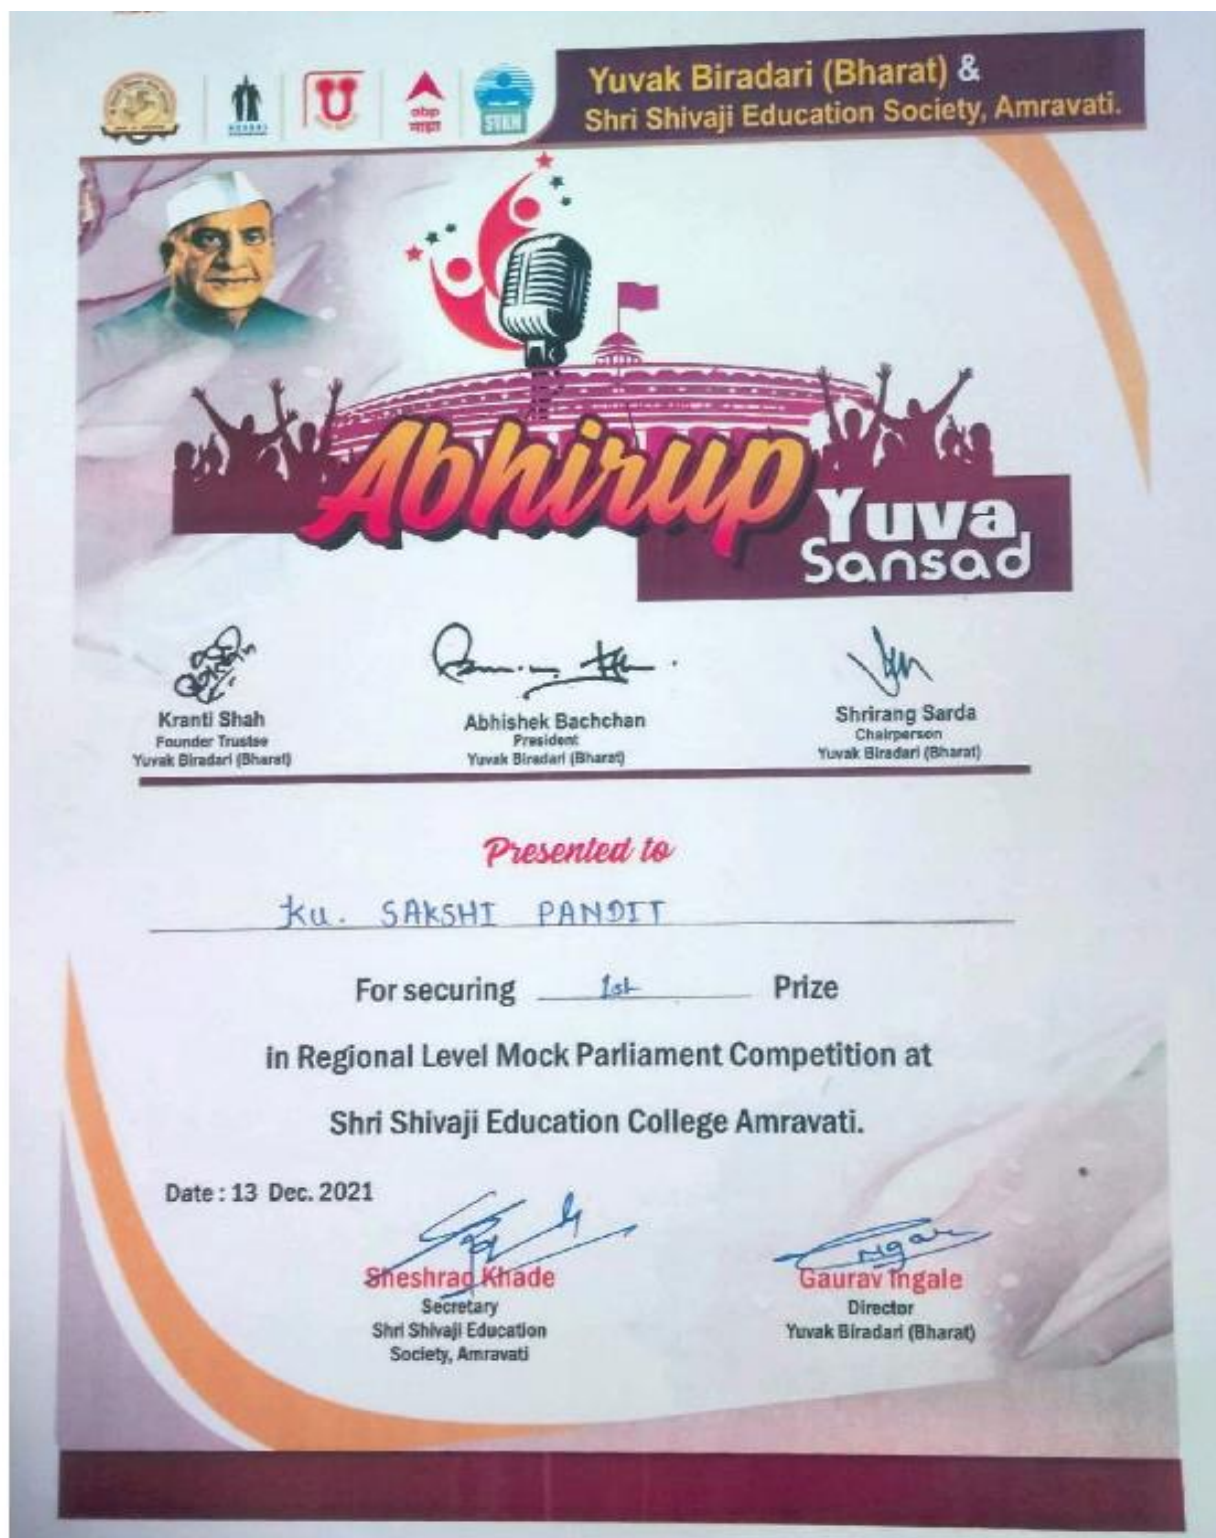 Yuvak Biradari (Bharat) &
Shri Shivaji Education Society, Amravati.
abp
माझा
SVKM
Abhirup
Yuva
Sansad
Kranti Shah
Founder Trustee
Yuvak Biradari (Bharat)
Abhishek Bachchan
President
Yuvak Biradari (Bharat)
Shrirang Sarda
Chairperson
Yuvak Biradari (Bharat)
Presented to
Ku. SAKSHI PANDIT
For securing 1st Prize
in Regional Level Mock Parliament Competition at
Shri Shivaji Education College Amravati.
Date : 13 Dec. 2021
Sheshrao Khade
Secretary
Shri Shivaji Education
Society, Amravati
Gaurav Ingale
Director
Yuvak Biradari (Bharat)